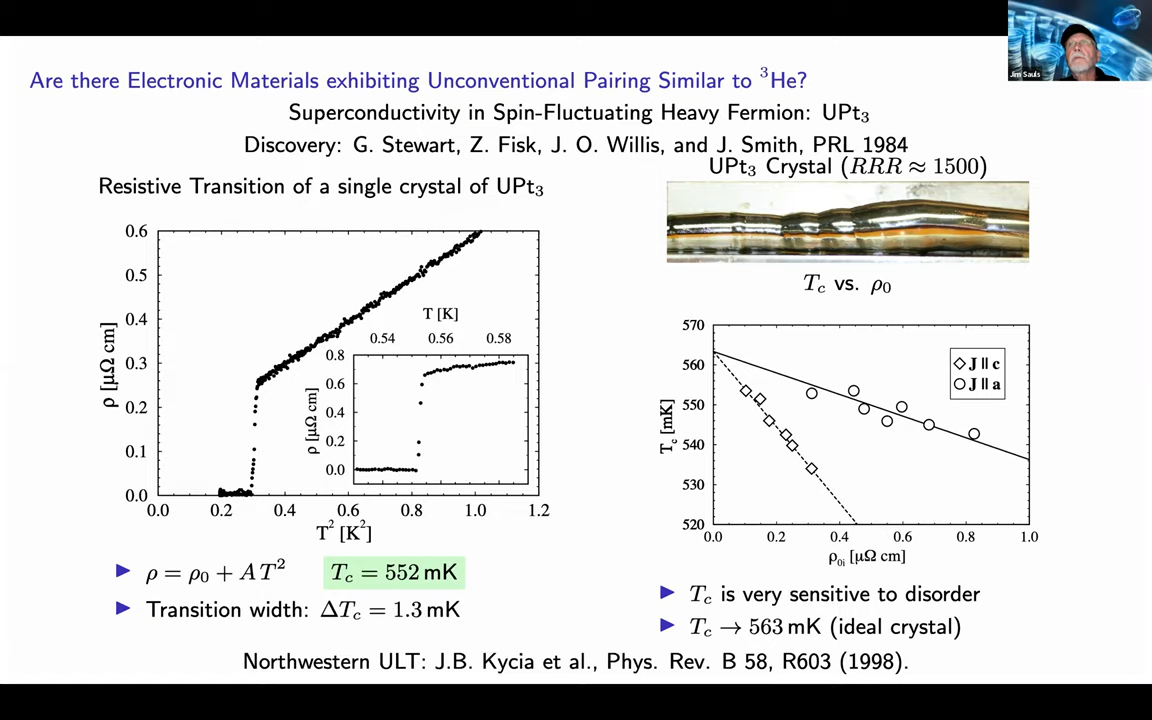 Jim Sauls
Are there Electronic Materials exhibiting Unconventional Pairing Similar to ³He?
Superconductivity in Spin-Fluctuating Heavy Fermion: UPt₃
Discovery: G. Stewart, Z. Fisk, J. O. Willis, and J. Smith, PRL 1984
Resistive Transition of a single crystal of UPt₃
0.6
0.5
0.4
0.3
0.2
0.1
0.0
ρ [μΩ cm]
0.0 0.2 0.4 0.6 0.8 1.0 1.2
T² [K²]
T [K]
0.54 0.56 0.58
0.8
0.6
0.4
0.2
0.0
ρ [μΩ cm]
▶ ρ = ρ₀ + A T² T_c = 552 mK
▶ Transition width: ΔT_c = 1.3 mK
UPt₃ Crystal (RRR ≈ 1500)
T_c vs. ρ₀
570
560
550
540
530
520
T_c [mK]
J ∥ c
J ∥ a
0.0 0.2 0.4 0.6 0.8 1.0
ρ₀ᵢ [μΩ cm]
▶ T_c is very sensitive to disorder
▶ T_c → 563 mK (ideal crystal)
Northwestern ULT: J.B. Kycia et al., Phys. Rev. B 58, R603 (1998).